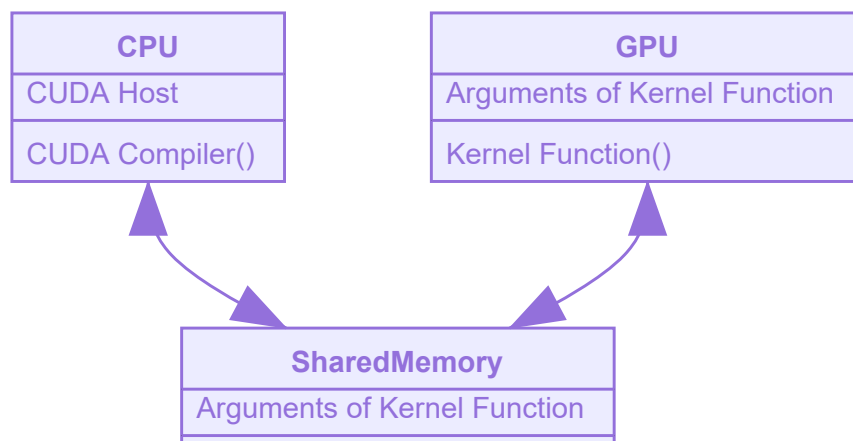 CPU
CUDA Host
CUDA Compiler()
GPU
Arguments of Kernel Function
Kernel Function()
SharedMemory
Arguments of Kernel Function